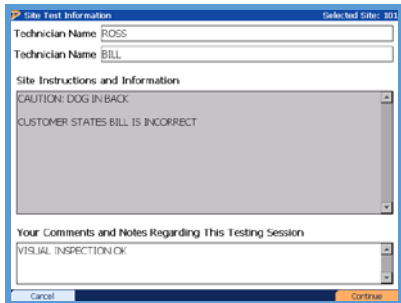 Site Test Information Selected Site: 101
Technician Name ROSS
Technician Name BILL
Site Instructions and Information
CAUTION: DOG IN BACK
CUSTOMER STATES BILL IS INCORRECT
Your Comments and Notes Regarding This Testing Session
VISUAL INSPECTION OK
Cancel Continue